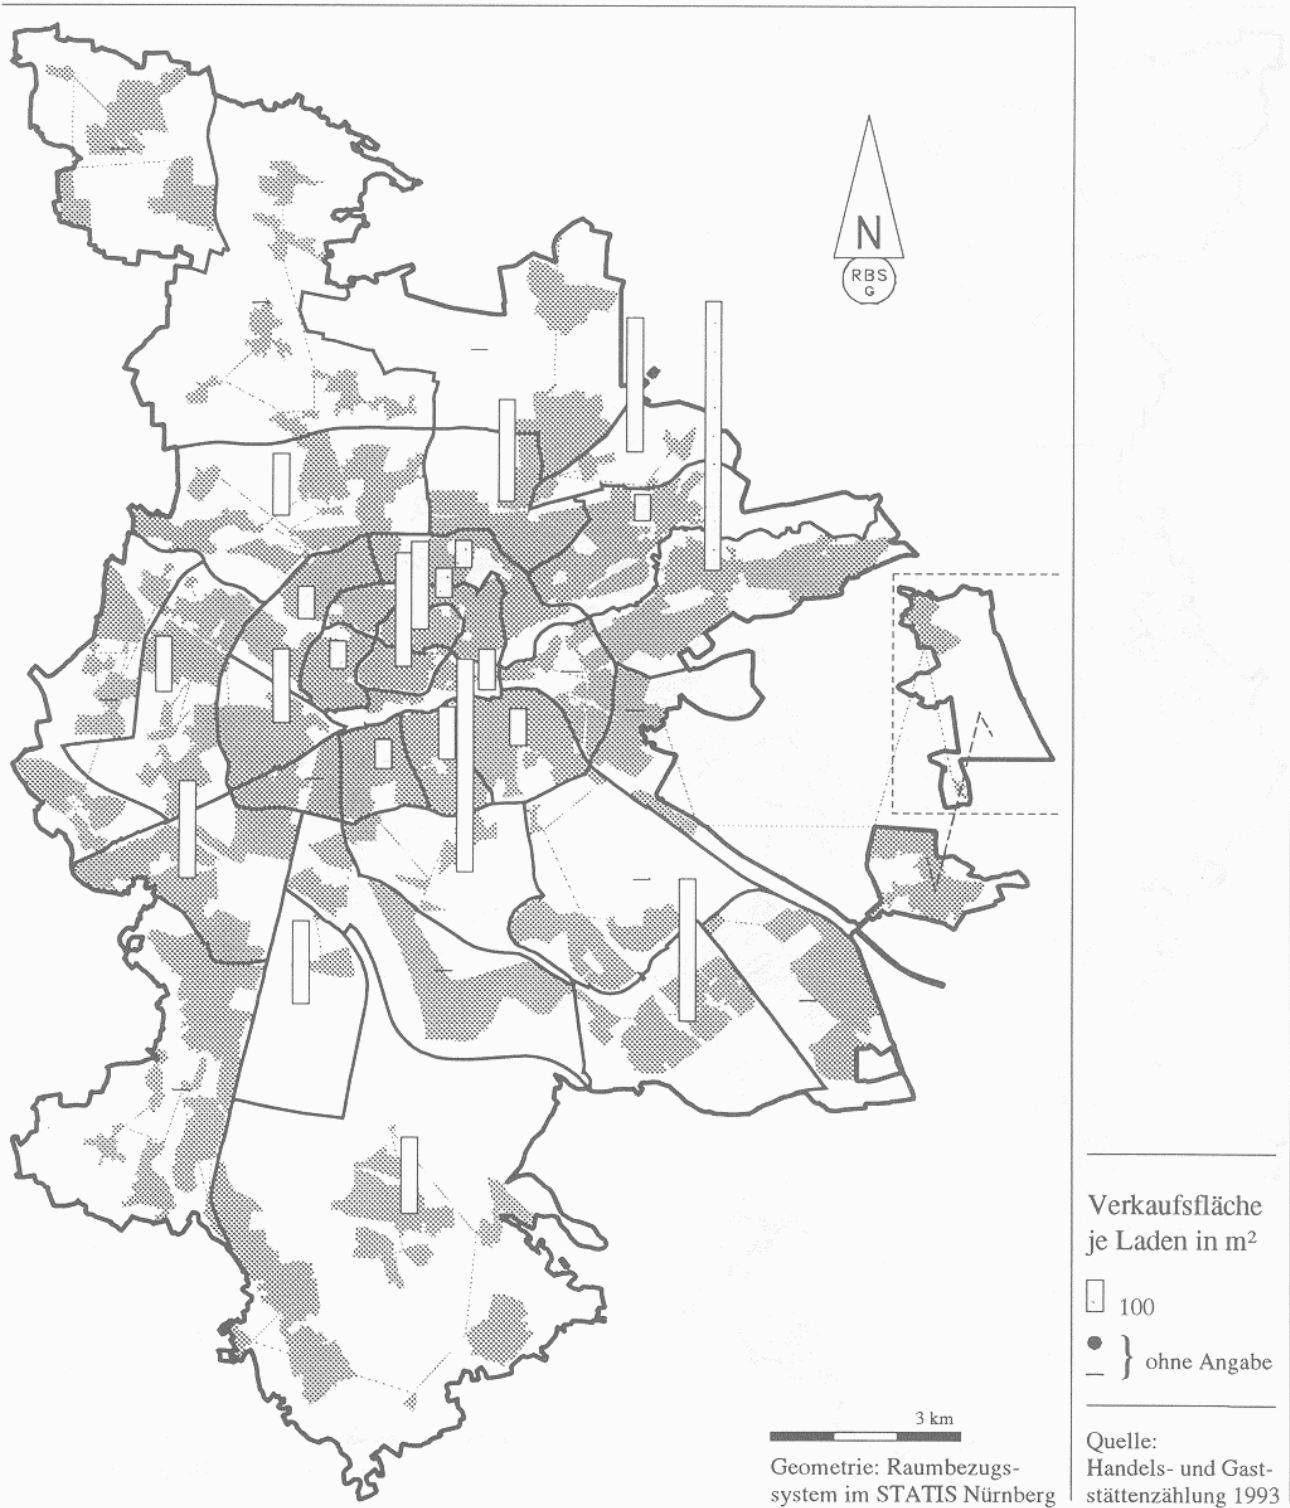 N
RBS
G
Verkaufsfläche
je Laden in m²
100
ohne Angabe
3 km
Geometrie: Raumbezugs-
system im STATIS Nürnberg
Quelle:
Handels- und Gast-
stättenzählung 1993